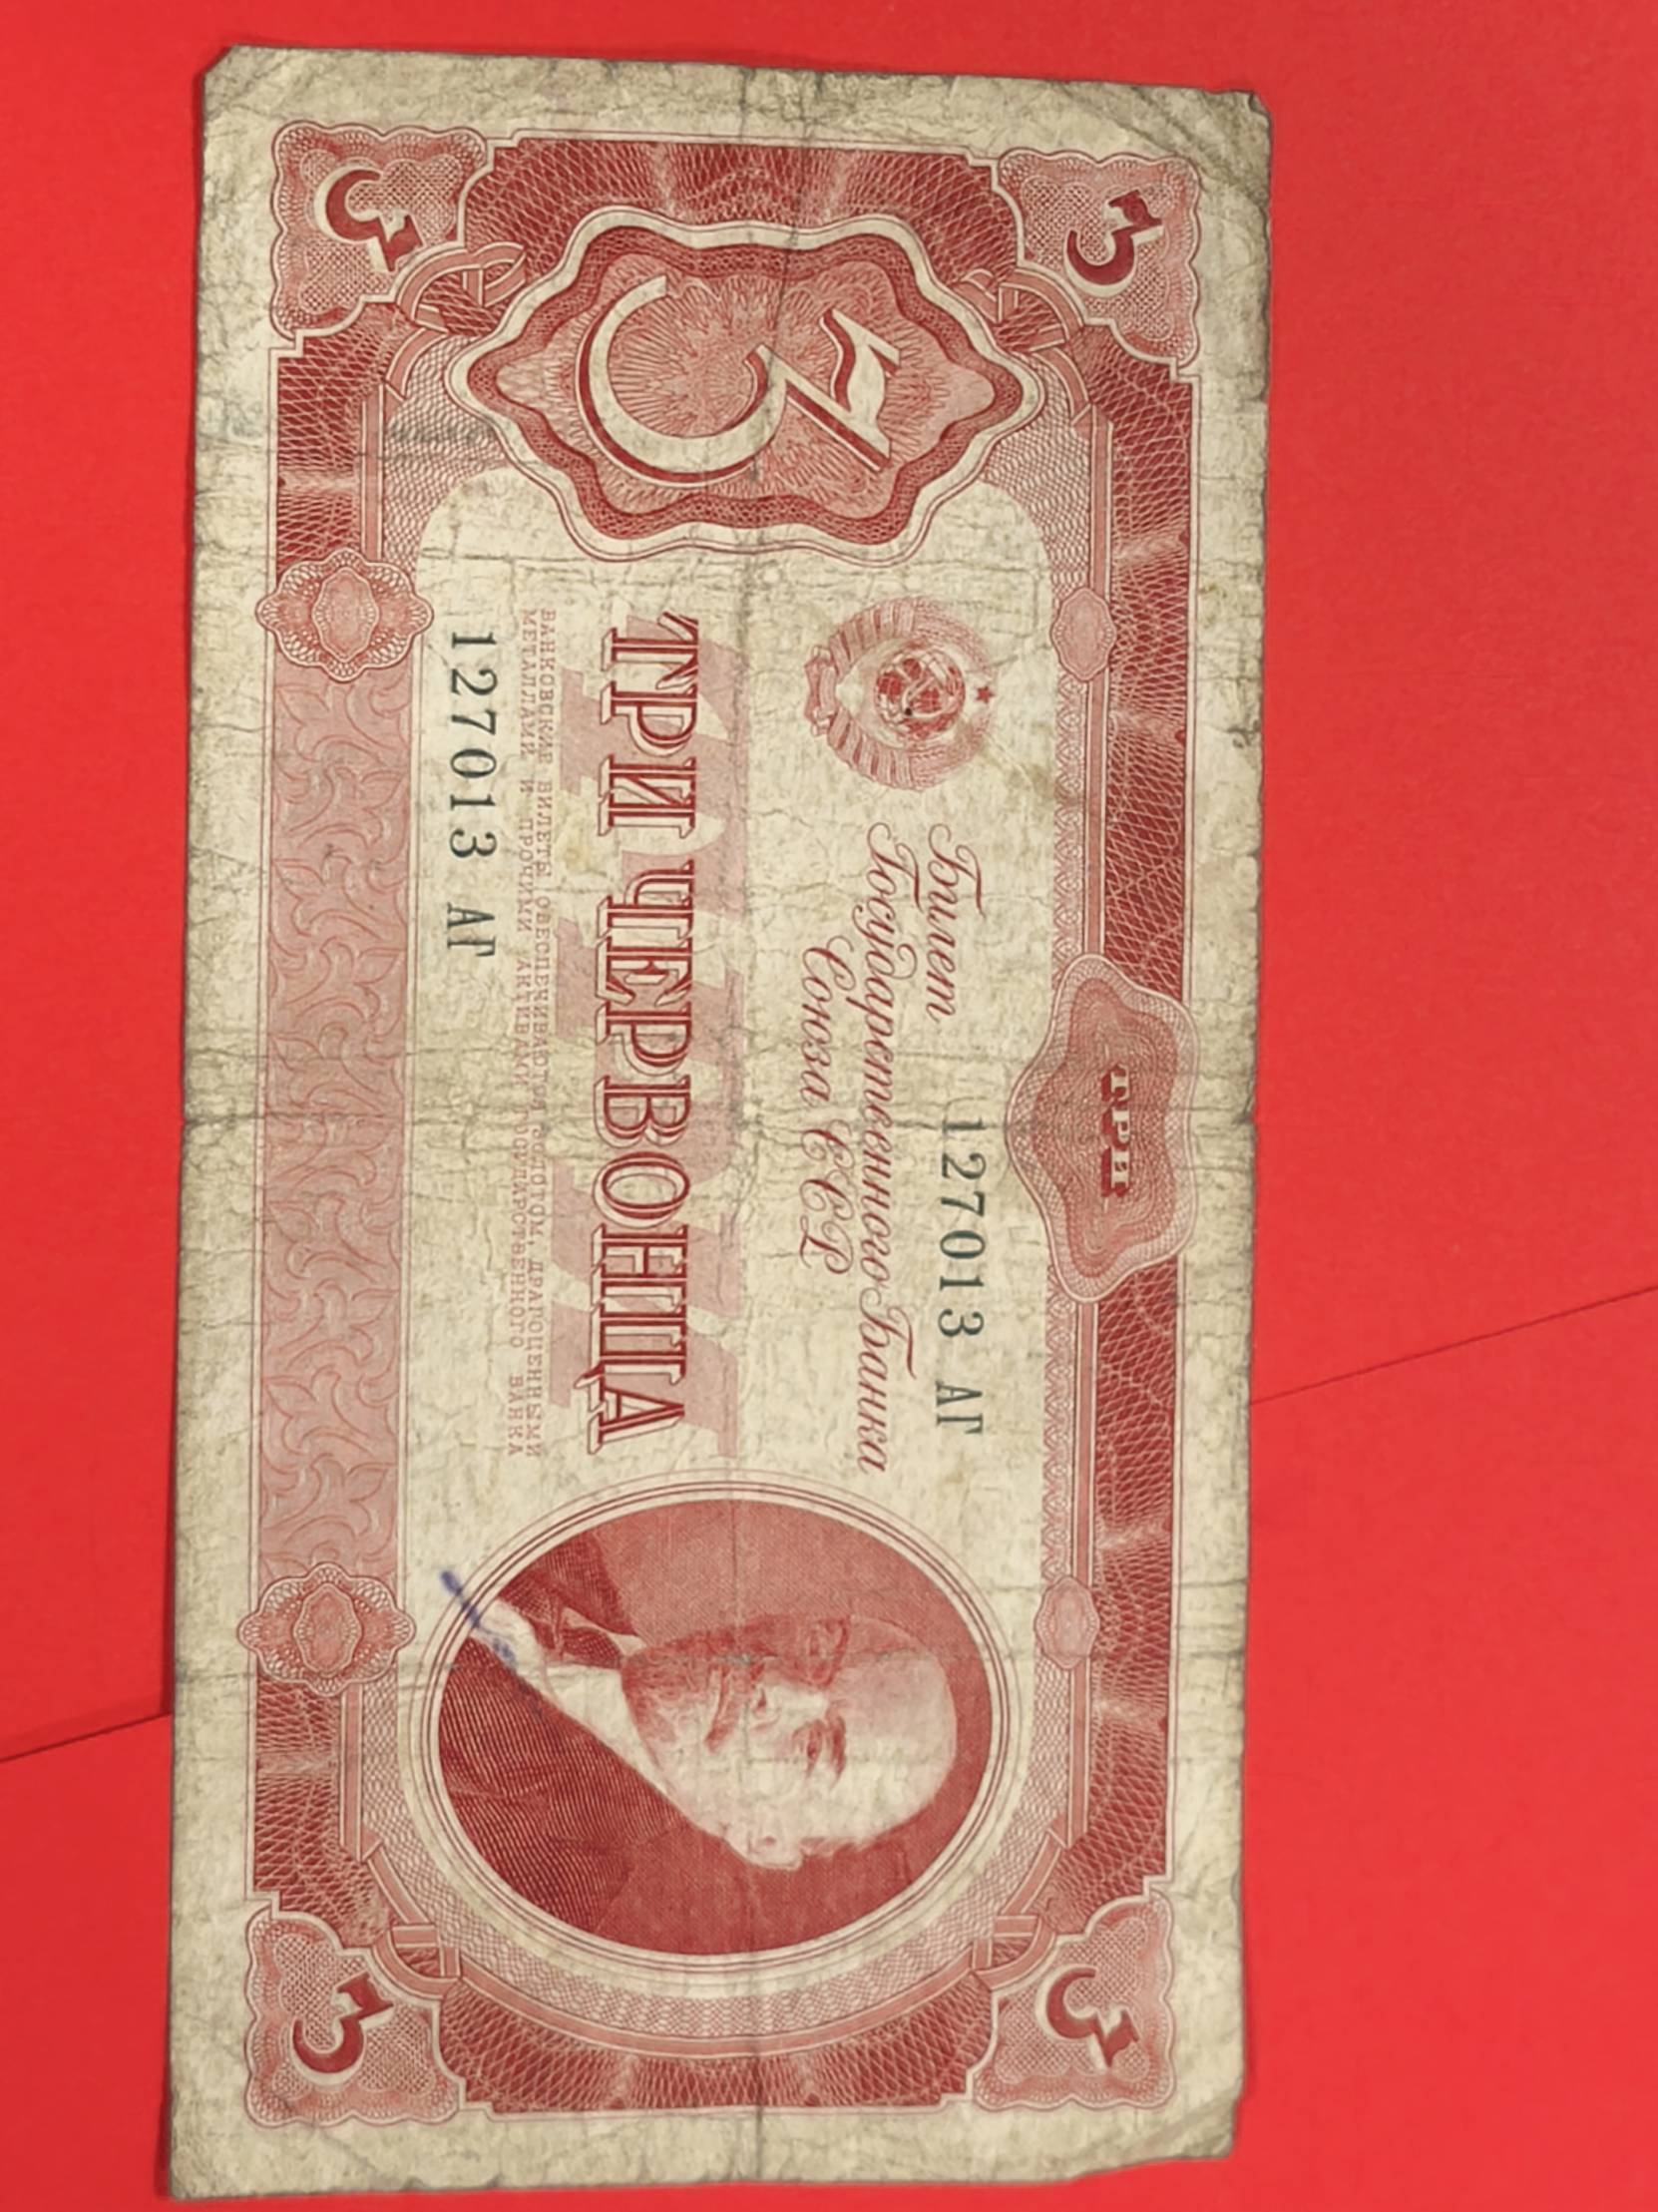 3
ТРИ
3
3
127013 АГ
Билет
Государственного Банка
Союза ССР
ТРИ ЧЕРВОНЦА
БАНКОВСКИЕ БИЛЕТЫ ОБЕСПЕЧИВАЮТСЯ ЗОЛОТОМ, ДРАГОЦЕННЫМИ
МЕТАЛЛАМИ И ПРОЧИМИ АКТИВАМИ ГОСУДАРСТВЕННОГО БАНКА
127013 АГ
3
3